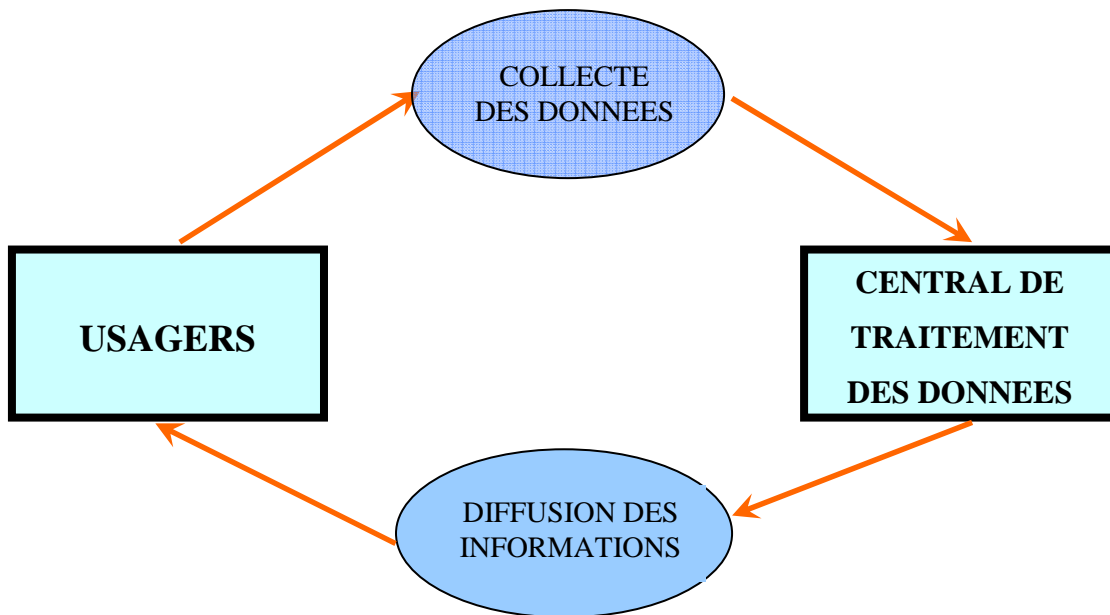 COLLECTE
DES DONNEES
USAGERS
CENTRAL DE
TRAITEMENT
DES DONNEES
DIFFUSION DES
INFORMATIONS